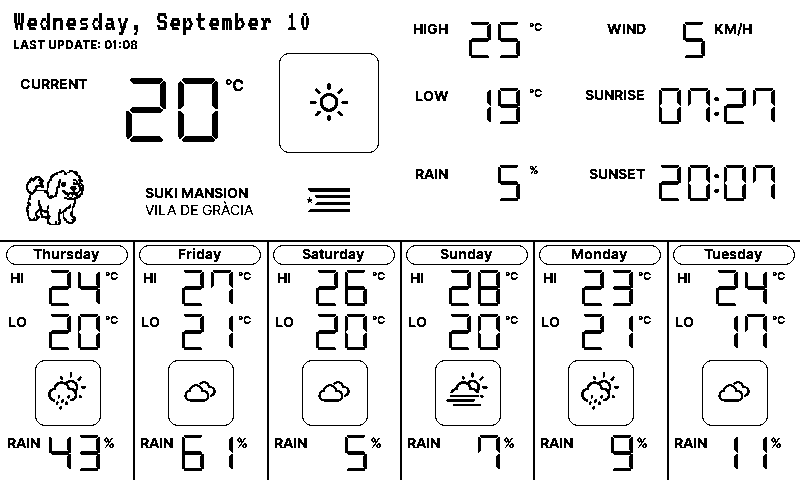 Wednesday, September 10
LAST UPDATE: 01:08
CURRENT 20 °C
SUKI MANSION
VILA DE GRÀCIA
HIGH 25 °C
LOW 19 °C
RAIN 5 %
WIND 5 KM/H
SUNRISE 07:27
SUNSET 20:07
Thursday
HI 24 °C
LO 20 °C
RAIN 43 %
Friday
HI 27 °C
LO 21 °C
RAIN 61 %
Saturday
HI 26 °C
LO 20 °C
RAIN 5 %
Sunday
HI 28 °C
LO 20 °C
RAIN 7 %
Monday
HI 23 °C
LO 21 °C
RAIN 9 %
Tuesday
HI 24 °C
LO 17 °C
RAIN 11 %